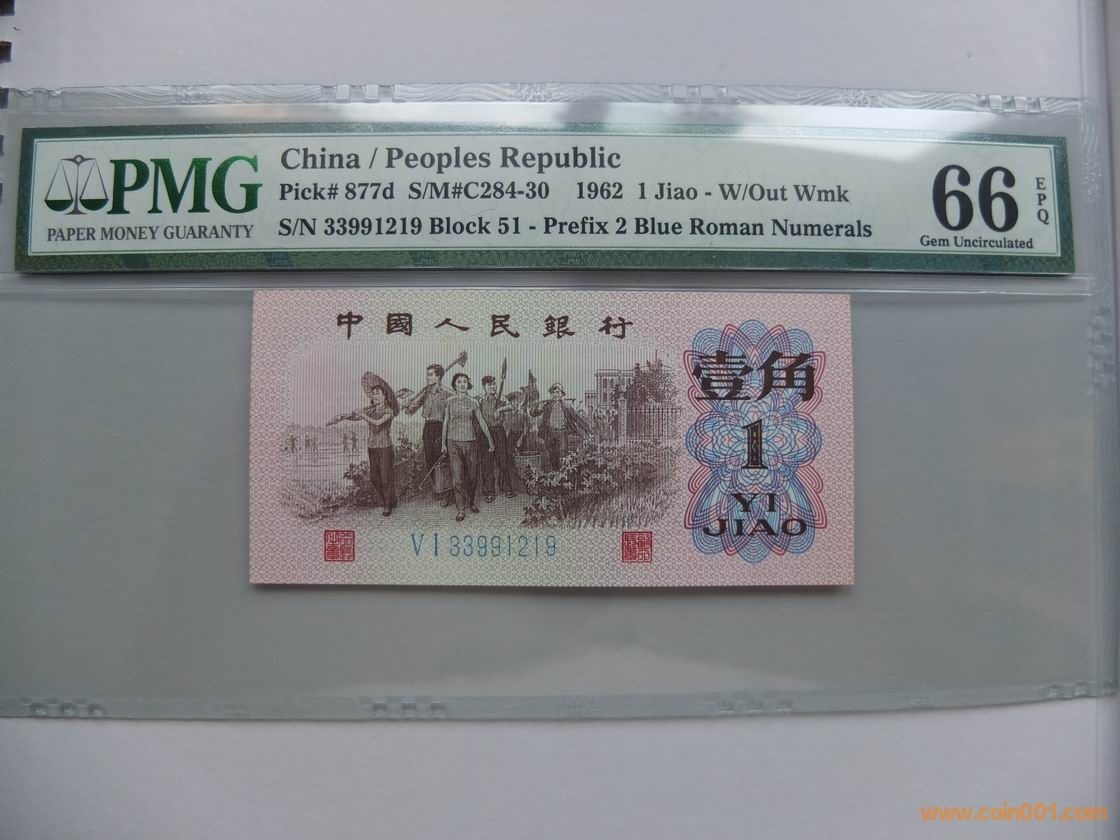 PMG
PAPER MONEY GUARANTY
China / Peoples Republic
Pick# 877d S/M#C284-30 1962 1 Jiao - W/Out Wmk
S/N 33991219 Block 51 - Prefix 2 Blue Roman Numerals
66
EPQ
Gem Uncirculated
中國人民銀行
壹角
1
YI
JIAO
VI 33991219
www.coin001.com